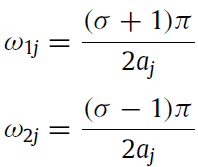 ω₁ⱼ = (σ + 1)π / 2aⱼ
ω₂ⱼ = (σ − 1)π / 2aⱼ